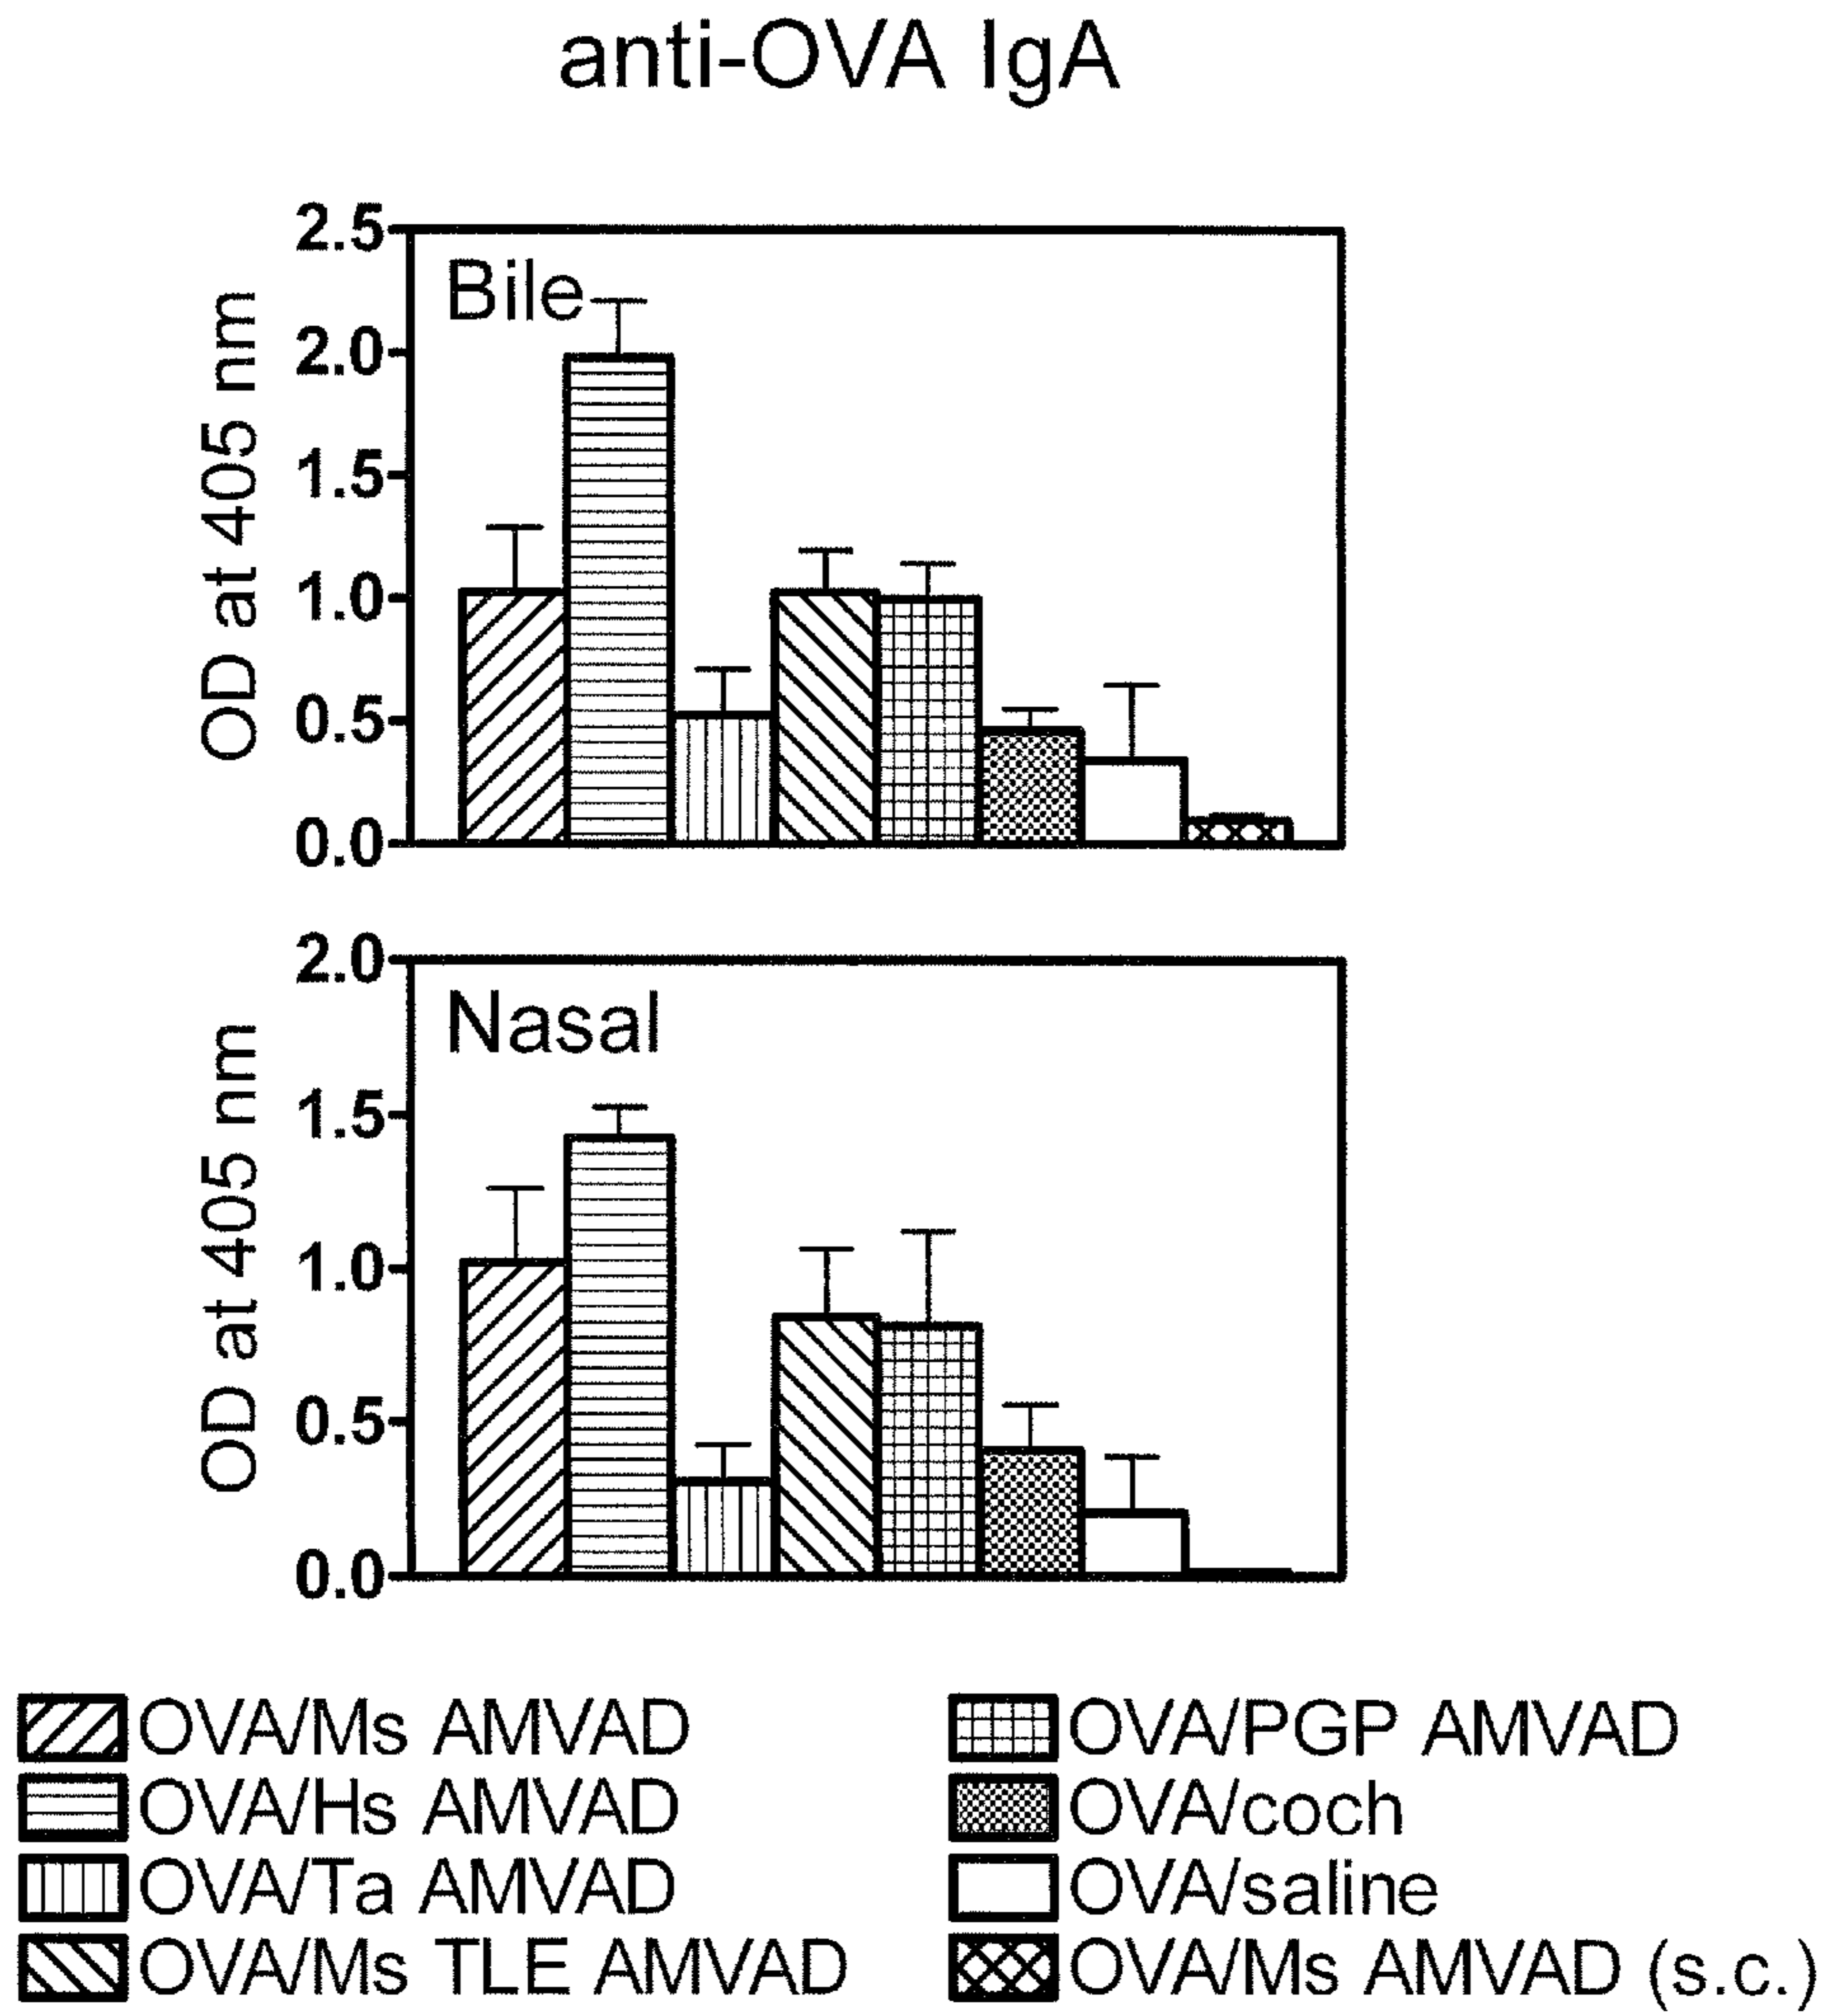 anti-OVA IgA
Bile
OD at 405 nm
2.5
2.0
1.5
1.0
0.5
0.0
Nasal
OD at 405 nm
2.0
1.5
1.0
0.5
0.0
OVA/Ms AMVAD
OVA/Hs AMVAD
OVA/Ta AMVAD
OVA/Ms TLE AMVAD
OVA/PGP AMVAD
OVA/coch
OVA/saline
OVA/Ms AMVAD (s.c.)